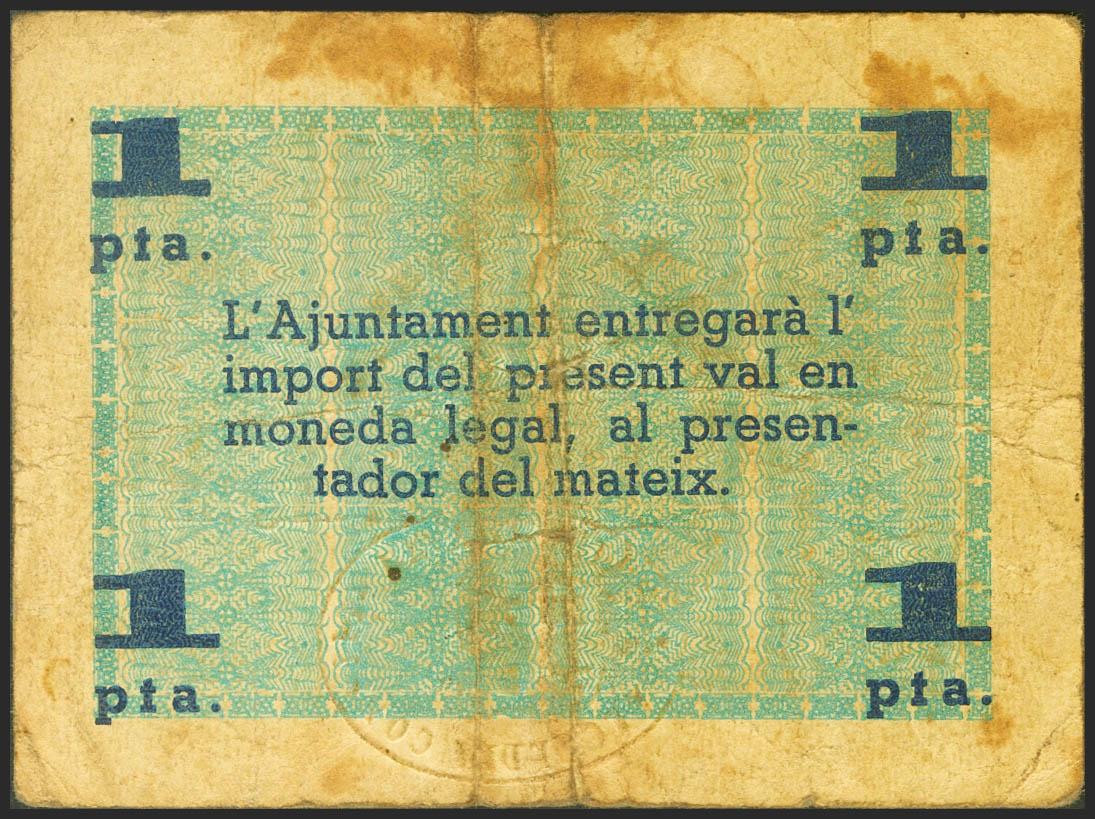 1 1
pta. pta.
L'Ajuntament entregarà l'
import del present val en
moneda legal, al presen-
tador del mateix.
1 1
pta. pta.